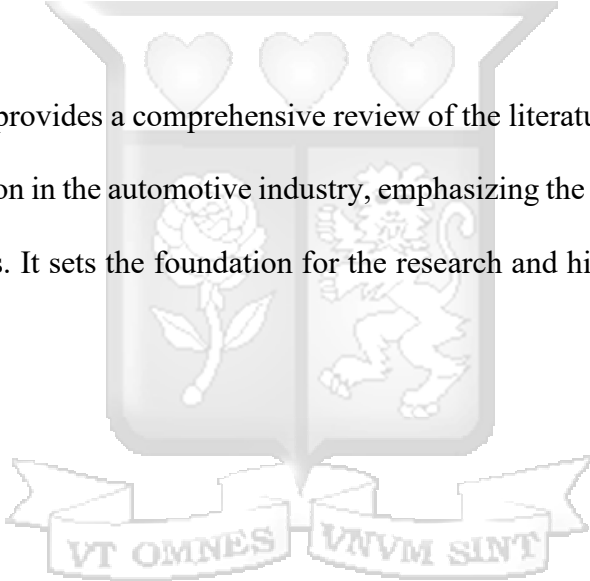 provides a comprehensive review of the literatu
on in the automotive industry, emphasizing the
s. It sets the foundation for the research and hi
VT OMNES VNVM SINT